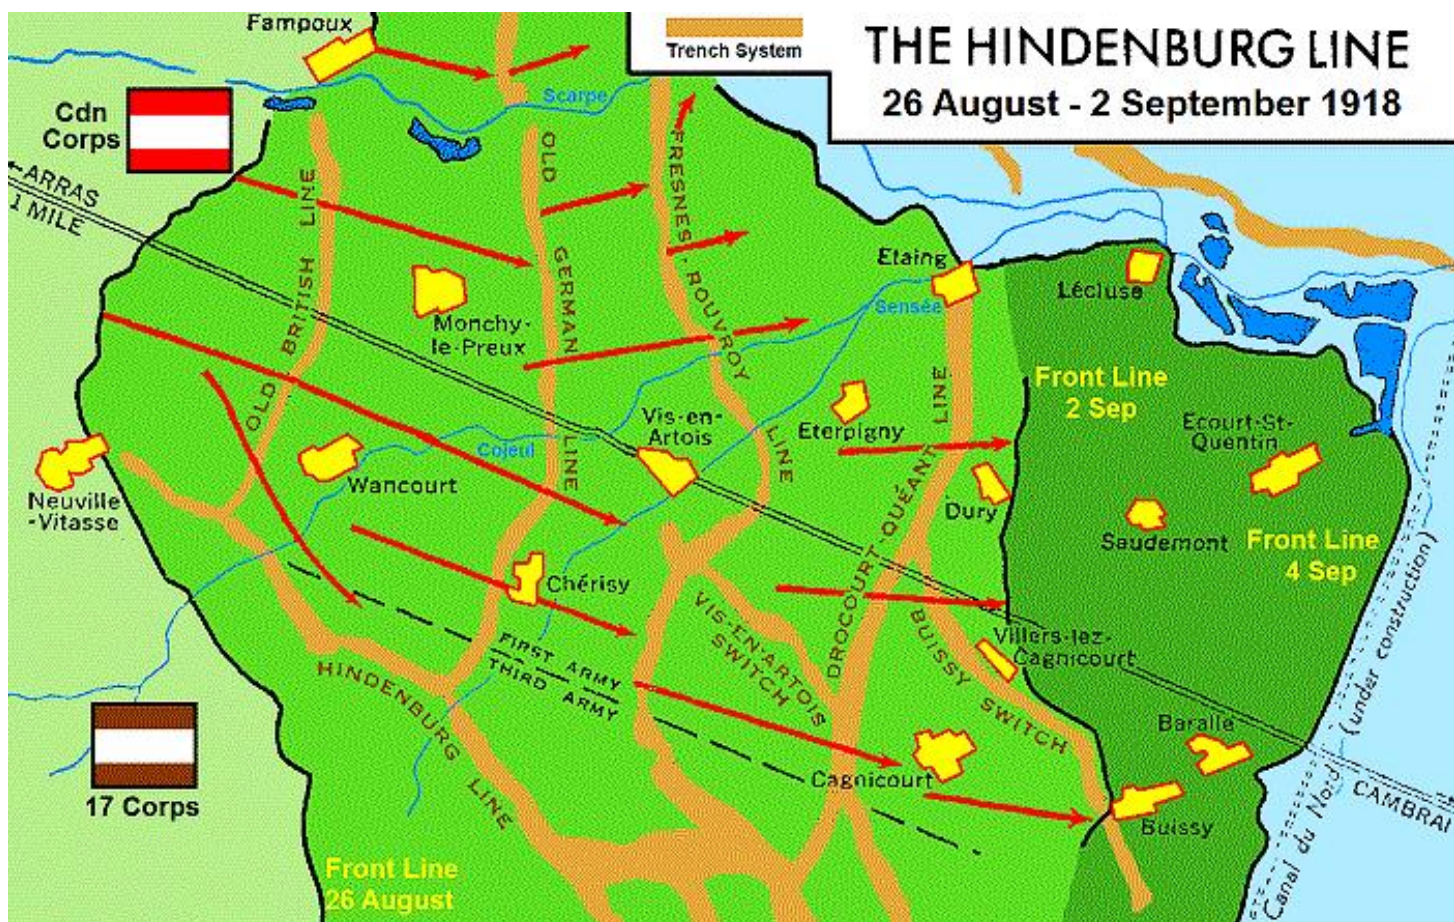 Fampoux
Trench System
THE HINDENBURG LINE
26 August - 2 September 1918
Cdn
Corps
Scarpe
ARRAS
1 MILE
OLD BRITISH LINE
OLD GERMAN LINE
FRESNES-ROUVROY LINE
Etaing
Sensée
Lécluse
Monchy-
le-Preux
Front Line
2 Sep
Vis-en-
Artois
Eterpigny
Ecourt-St-
Quentin
Cojeul
Wancourt
Neuville
-Vitasse
Dury
Saudemont
Front Line
4 Sep
Chérisy
DROCOURT-QUÉANT LINE
VIS-EN-ARTOIS
SWITCH
BUISSY SWITCH
Villers-lez-
Cagnicourt
FIRST ARMY
THIRD ARMY
HINDENBURG LINE
17 Corps
Baralle
Cagnicourt
Buissy
CAMBRAI
Canal du Nord (under construction)
Front Line
26 August